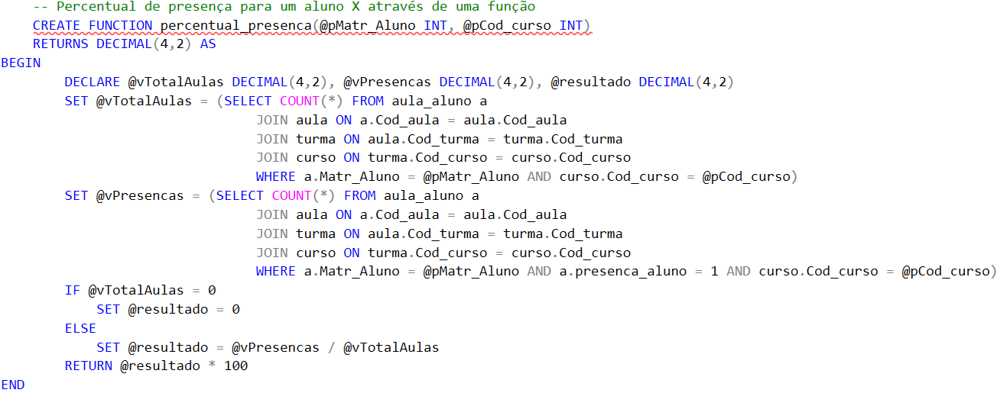 -- Percentual de presença para um aluno X através de uma função
CREATE FUNCTION percentual_presenca(@pMatr_Aluno INT, @pCod_curso INT)
RETURNS DECIMAL(4,2) AS
BEGIN
DECLARE @vTotalAulas DECIMAL(4,2), @vPresencas DECIMAL(4,2), @resultado DECIMAL(4,2)
SET @vTotalAulas = (SELECT COUNT(*) FROM aula_aluno a
JOIN aula ON a.Cod_aula = aula.Cod_aula
JOIN turma ON aula.Cod_turma = turma.Cod_turma
JOIN curso ON turma.Cod_curso = curso.Cod_curso
WHERE a.Matr_Aluno = @pMatr_Aluno AND curso.Cod_curso = @pCod_curso)
SET @vPresencas = (SELECT COUNT(*) FROM aula_aluno a
JOIN aula ON a.Cod_aula = aula.Cod_aula
JOIN turma ON aula.Cod_turma = turma.Cod_turma
JOIN curso ON turma.Cod_curso = curso.Cod_curso
WHERE a.Matr_Aluno = @pMatr_Aluno AND a.presenca_aluno = 1 AND curso.Cod_curso = @pCod_curso)
IF @vTotalAulas = 0
SET @resultado = 0
ELSE
SET @resultado = @vPresencas / @vTotalAulas
RETURN @resultado * 100
END